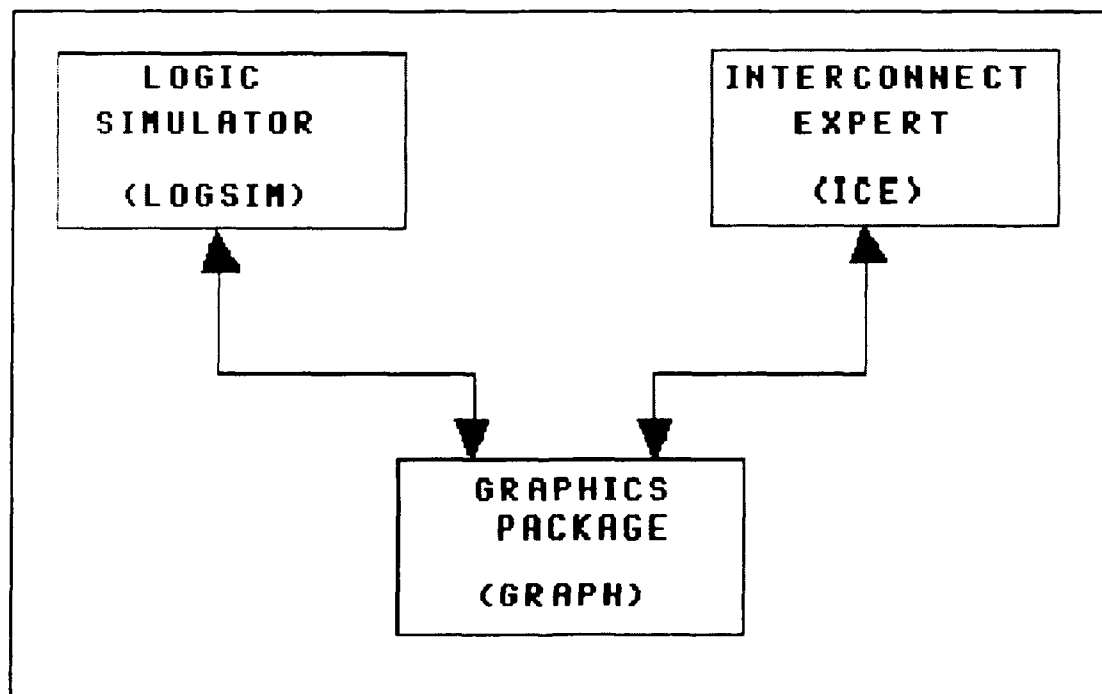 LOGIC
SIMULATOR
(LOGSIM)
INTERCONNECT
EXPERT
(ICE)
GRAPHICS
PACKAGE
(GRAPH)